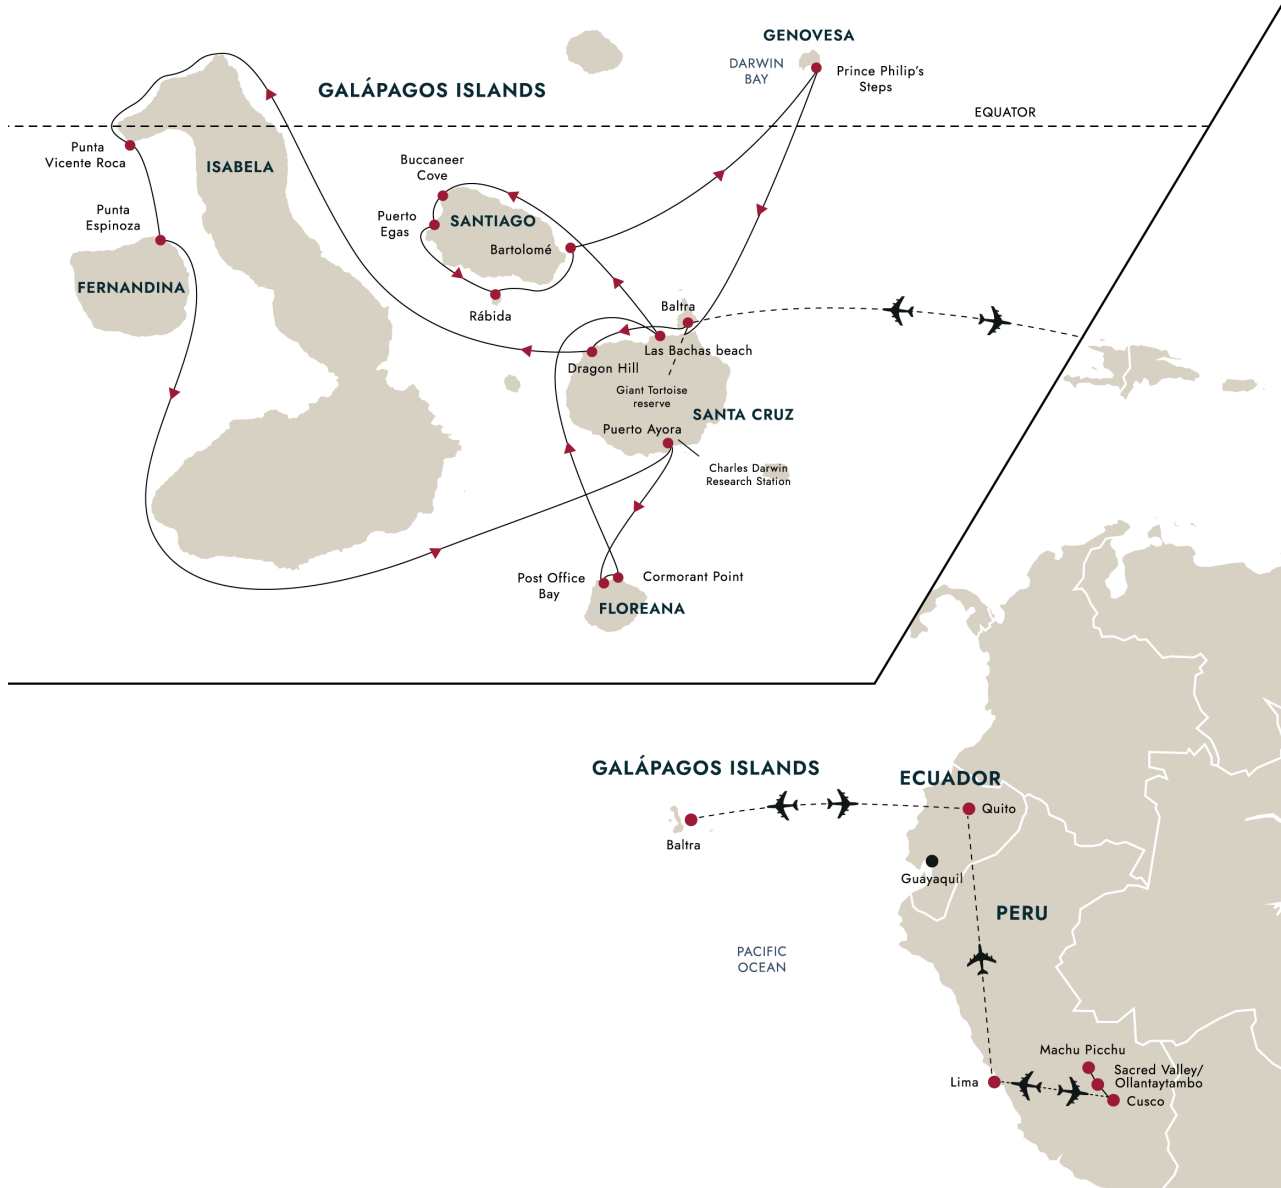 GENOVESA
DARWIN
BAY
Prince Philip's
Steps
GALÁPAGOS ISLANDS
EQUATOR
Punta
Vicente Roca
ISABELA
Buccaneer
Cove
Punta
Espinoza
Puerto
Egas
SANTIAGO
Bartolomé
FERNANDINA
Rábida
Baltra
Las Bachas beach
Dragon Hill
Giant Tortoise
reserve
SANTA CRUZ
Puerto Ayora
Charles Darwin
Research Station
Post Office
Bay
Cormorant Point
FLOREANA
GALÁPAGOS ISLANDS
ECUADOR
Quito
Baltra
Guayaquil
PERU
PACIFIC
OCEAN
Machu Picchu
Sacred Valley/
Ollantaytambo
Lima
Cusco